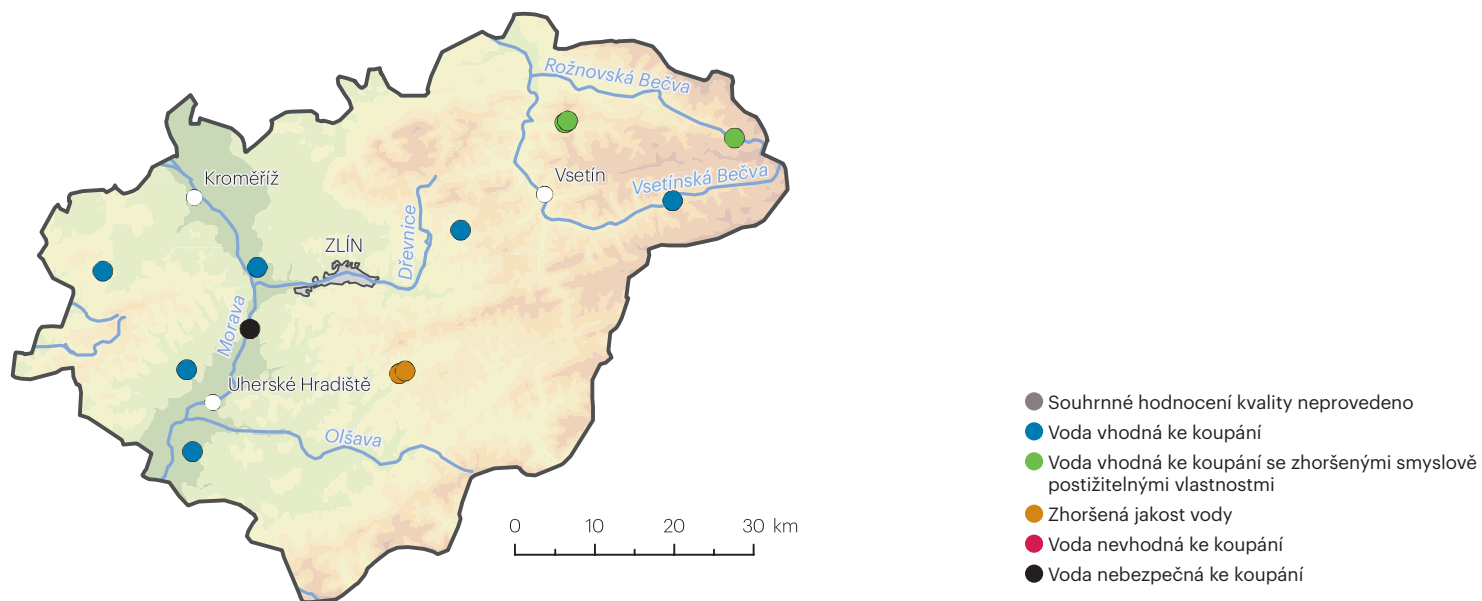 Rožnovská Bečva
Kroměříž
Vsetín
Vsetínská Bečva
ZLÍN
Dřevnice
Morava
Uherské Hradiště
Olšava
0 10 20 30 km
Souhrnné hodnocení kvality neprovedeno
Voda vhodná ke koupání
Voda vhodná ke koupání se zhoršenými smyslově
postižitelnými vlastnostmi
Zhoršená jakost vody
Voda nevhodná ke koupání
Voda nebezpečná ke koupání